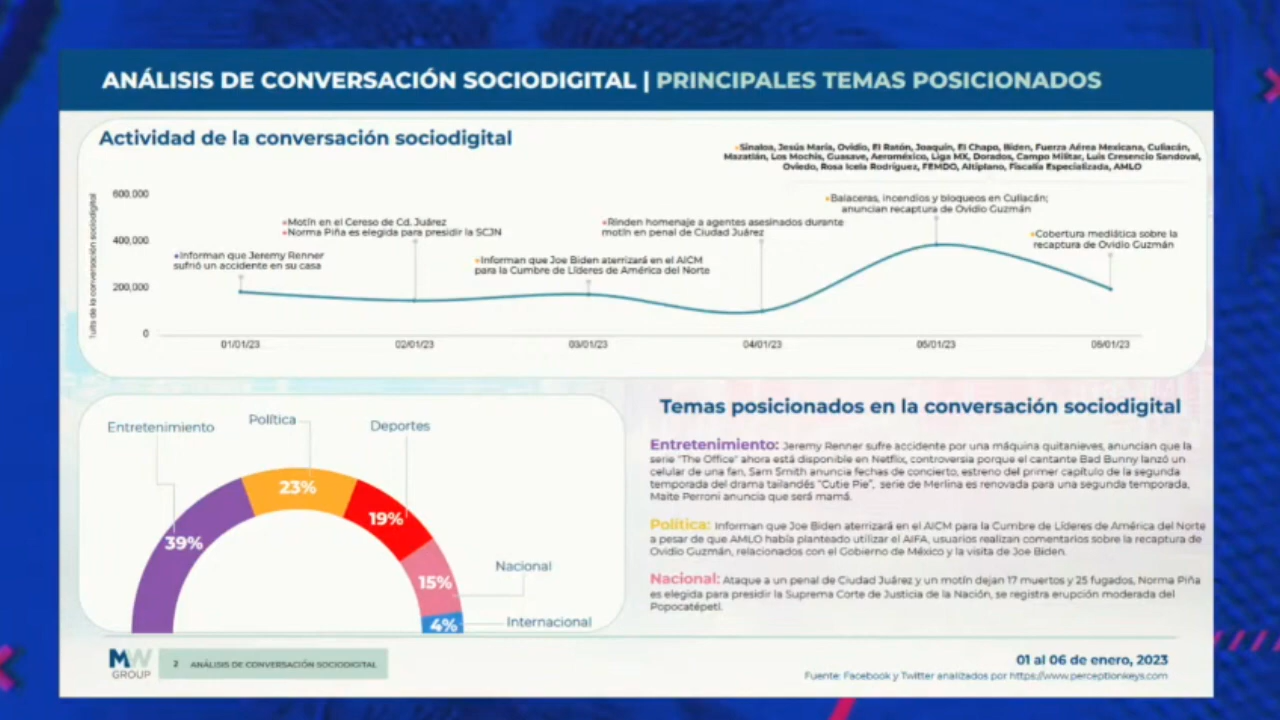 ANÁLISIS DE CONVERSACIÓN SOCIODIGITAL | PRINCIPALES TEMAS POSICIONADOS
Actividad de la conversación sociodigital
Sinaloa, Jesús María, Ovidio, El Ratón, Joaquín, El Chapo, Biden, Fuerza Aérea Mexicana, Culiacán,
Mazatlán, Los Mochis, Guasave, Aeroméxico, Liga MX, Dorados, Campo Militar, Luis Cresencio Sandoval,
Oviedo, Rosa Icela Rodríguez, FEMDO, Altiplano, Fiscalía Especializada, AMLO
de la conversación sociodigital
600,000
400,000
200,000
0
Informan que Jeremy Renner
sufrió un accidente en su casa
Motín en el Cereso de Cd. Juárez
Norma Piña es elegida para presidir la SCJN
Informan que Joe Biden aterrizará en el AICM
para la Cumbre de Líderes de América del Norte
Rinden homenaje a agentes asesinados durante
motín en penal de Ciudad Juárez
Balaceras, incendios y bloqueos en Culiacán;
anuncian recaptura de Ovidio Guzmán
Cobertura mediática sobre la
recaptura de Ovidio Guzmán
01/01/23
02/01/23
03/01/23
04/01/23
05/01/23
06/01/23
Entretenimiento
Política
Deportes
Nacional
Internacional
39%
23%
19%
15%
4%
Temas posicionados en la conversación sociodigital
Entretenimiento: Jeremy Renner sufre accidente por una máquina quitanieves, anuncian que la
serie "The Office" ahora está disponible en Netflix, controversia porque el cantante Bad Bunny lanzó un
celular de una fan, Sam Smith anuncia fechas de concierto, estreno del primer capítulo de la segunda
temporada del drama tailandés "Cutie Pie", serie de Merlina es renovada para una segunda temporada,
Maite Perroni anuncia que será mamá.
Política: Informan que Joe Biden aterrizará en el AICM para la Cumbre de Líderes de América del Norte
a pesar de que AMLO había planteado utilizar el AIFA, usuarios realizan comentarios sobre la recaptura de
Ovidio Guzmán, relacionados con el Gobierno de México y la visita de Joe Biden.
Nacional: Ataque a un penal de Ciudad Juárez y un motín dejan 17 muertos y 25 fugados, Norma Piña
es elegida para presidir la Suprema Corte de Justicia de la Nación, se registra erupción moderada del
Popocatépetl.
MW
GROUP
2 ANÁLISIS DE CONVERSACIÓN SOCIODIGITAL
01 al 06 de enero, 2023
Fuente: Facebook y Twitter analizados por https://www.perceptionkeys.com